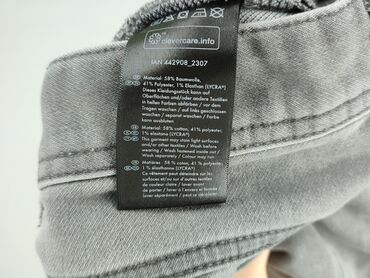 clevercare.info
IAN 442908_2307
Material: 58% Baumwolle,
41% Polyester, 1% Elasthan (LYCRA®)
Dieses Kleidungsstück kann auf
Oberflächen und/oder andere Textilien
in hellen Farben abfärben / vor dem
Tragen waschen / auf links geschlossen
waschen / separat waschen / Farbe
kann ausbluten.
Material: 58% cotton, 41% polyester,
1% elastane (LYCRA®)
This garment may stain light surfaces
and/or other textiles / Wash before
wearing / Wash fastened inside out /
Wash separately / Colour may run
Matières: 58% coton, 41% polyester,
1% élasthanne (LYCRA®)
Ce vêtement peut déteindre sur les
surfaces et/ou sur d'autres textiles
clairs / laver avant de porter
/ laver à l'envers et fermé / laver
séparément / peut se décolorer